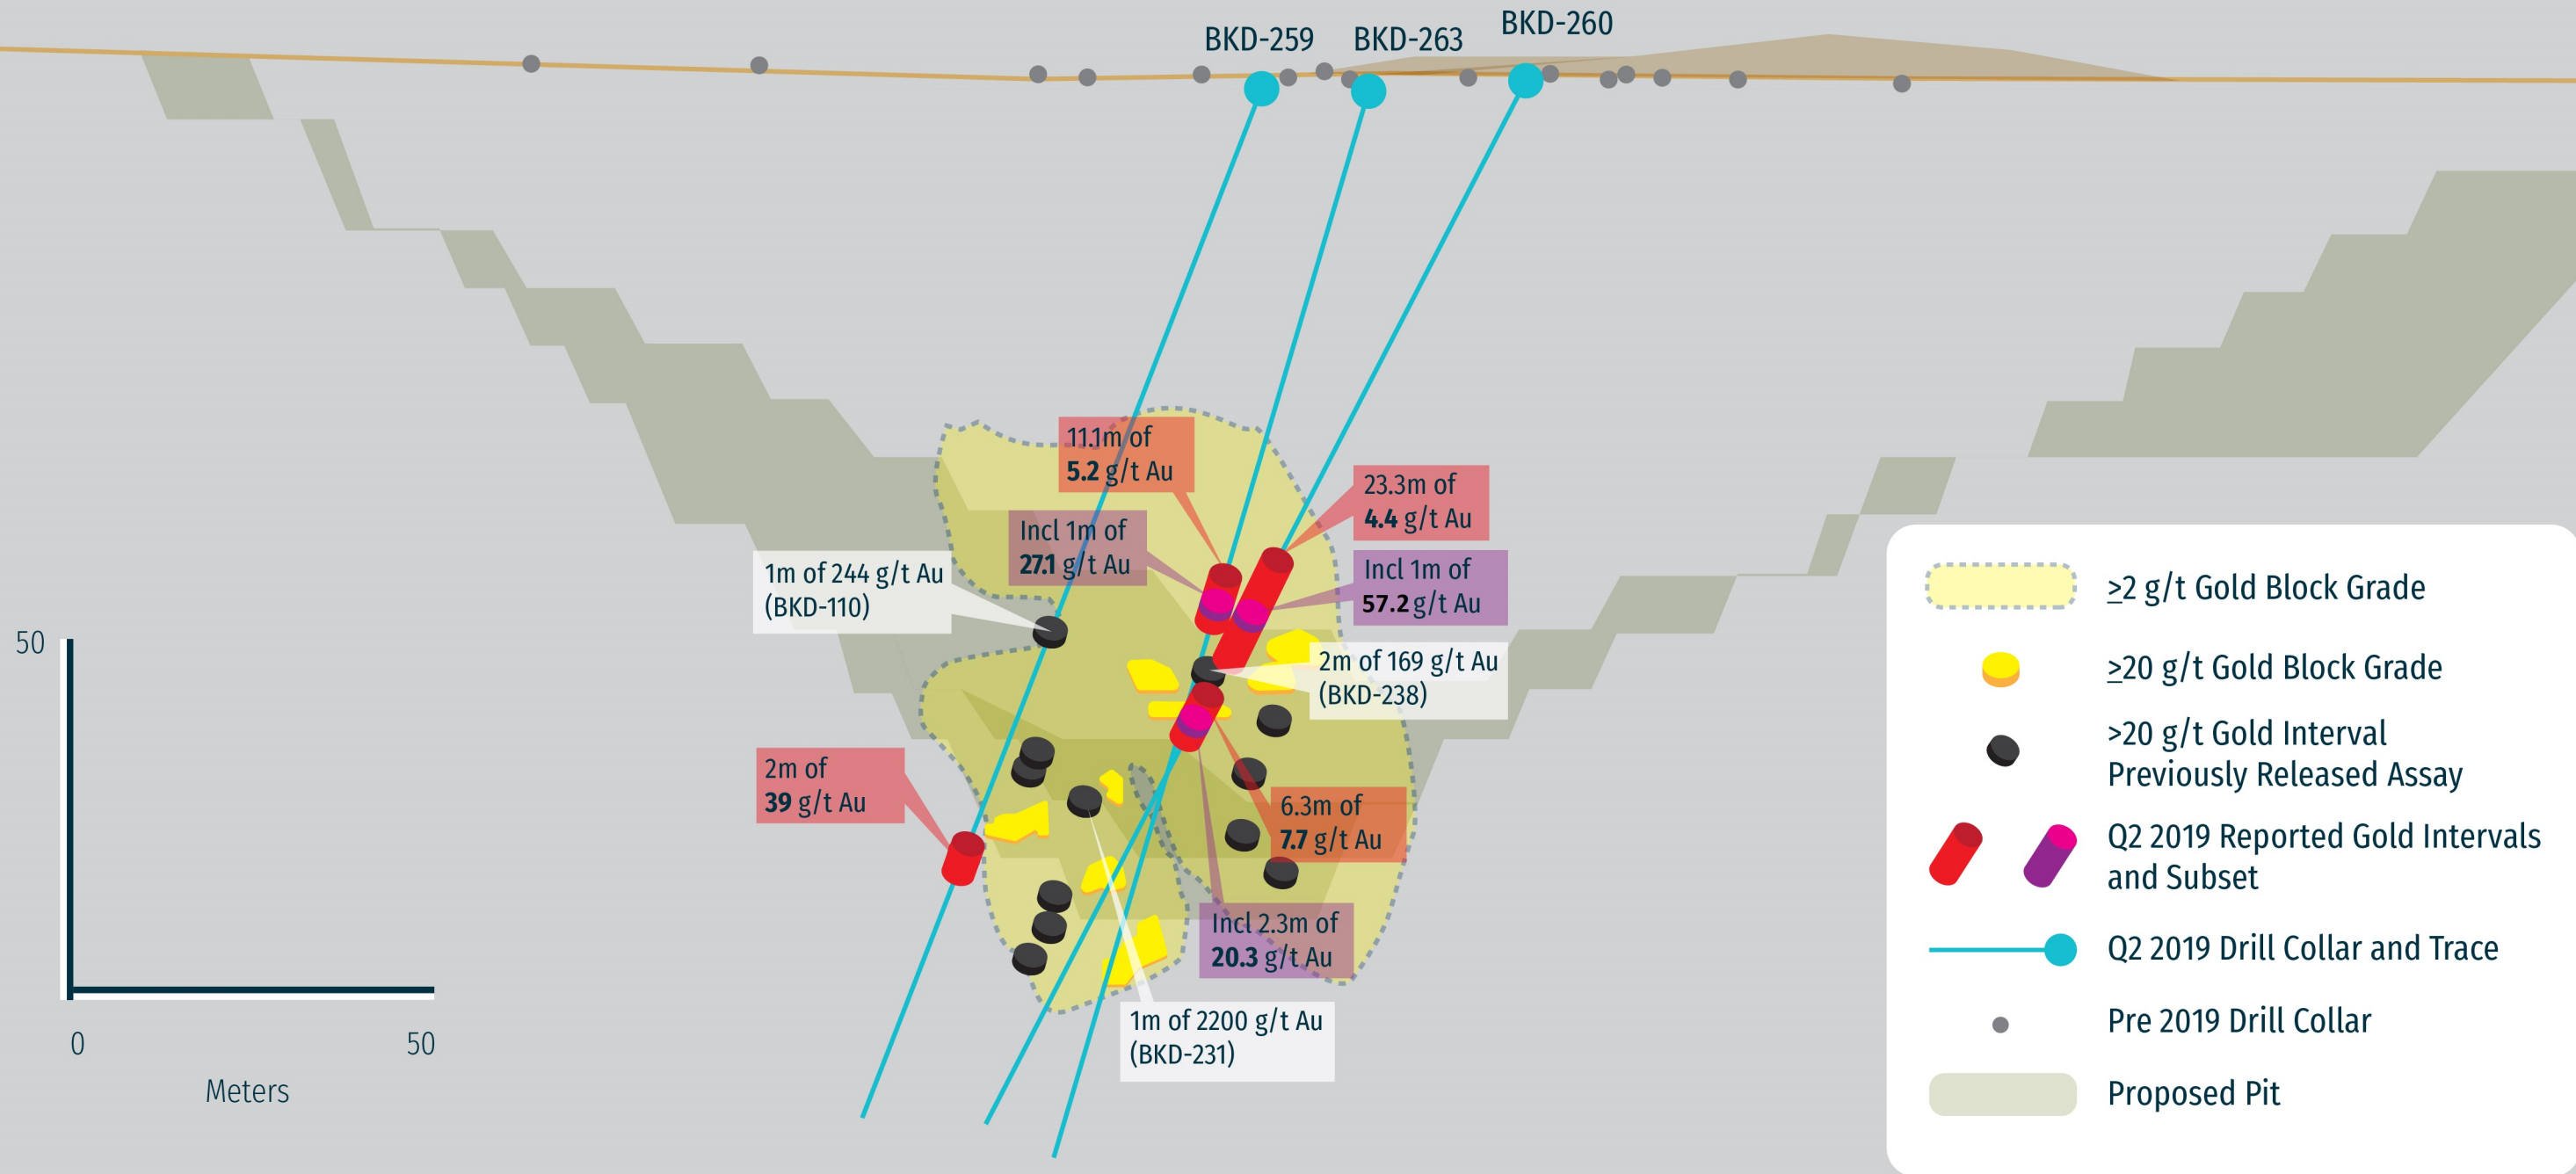 BKD-259
BKD-263
BKD-260
11.1m of
5.2 g/t Au
23.3m of
4.4 g/t Au
Incl 1m of
27.1 g/t Au
1m of 244 g/t Au
(BKD-110)
Incl 1m of
57.2 g/t Au
2m of 169 g/t Au
(BKD-238)
2m of
39 g/t Au
6.3m of
7.7 g/t Au
Incl 2.3m of
20.3 g/t Au
1m of 2200 g/t Au
(BKD-231)
50
0
50
Meters
≥2 g/t Gold Block Grade
≥20 g/t Gold Block Grade
>20 g/t Gold Interval
Previously Released Assay
Q2 2019 Reported Gold Intervals
and Subset
Q2 2019 Drill Collar and Trace
Pre 2019 Drill Collar
Proposed Pit